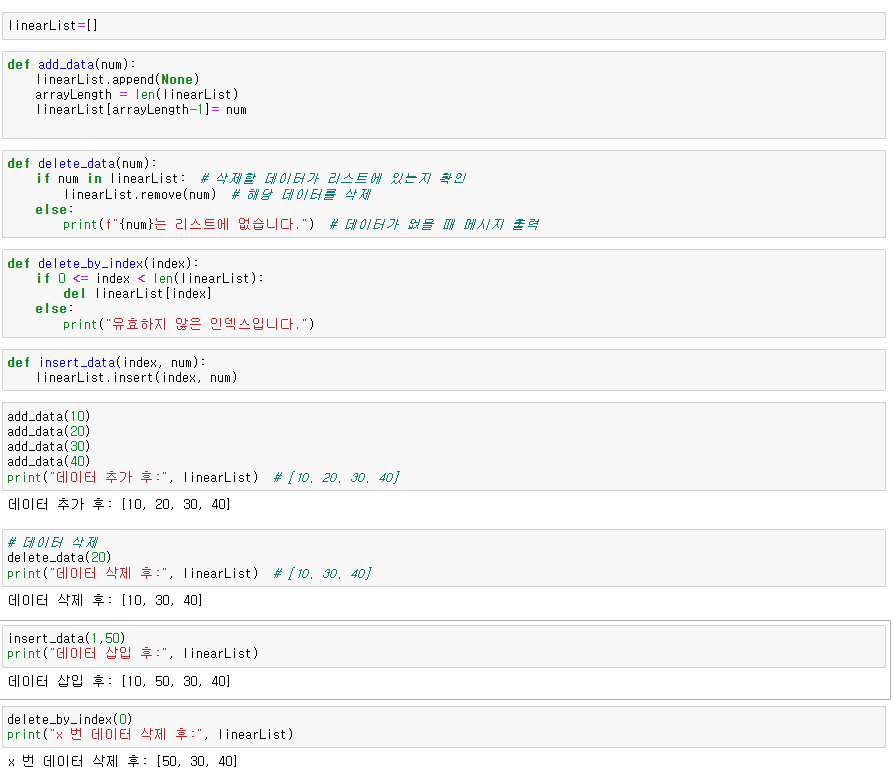 linearList=[]
def add_data(num):
    linearList.append(None)
    arrayLength = len(linearList)
    linearList[arrayLength-1]= num
def delete_data(num):
    if num in linearList:  # 삭제할 데이터가 리스트에 있는지 확인
        linearList.remove(num)  # 해당 데이터를 삭제
    else:
        print(f"{num}는 리스트에 없습니다.")  # 데이터가 없을 때 메시지 출력
def delete_by_index(index):
    if 0 <= index < len(linearList):
        del linearList[index]
    else:
        print("유효하지 않은 인덱스입니다.")
def insert_data(index, num):
    linearList.insert(index, num)
add_data(10)
add_data(20)
add_data(30)
add_data(40)
print("데이터 추가 후:", linearList)  # [10, 20, 30, 40]
데이터 추가 후: [10, 20, 30, 40]
# 데이터 삭제
delete_data(20)
print("데이터 삭제 후:", linearList)  # [10, 30, 40]
데이터 삭제 후: [10, 30, 40]
insert_data(1,50)
print("데이터 삽입 후:", linearList)
데이터 삽입 후: [10, 50, 30, 40]
delete_by_index(0)
print("x 번 데이터 삭제 후:", linearList)
x 번 데이터 삭제 후: [50, 30, 40]